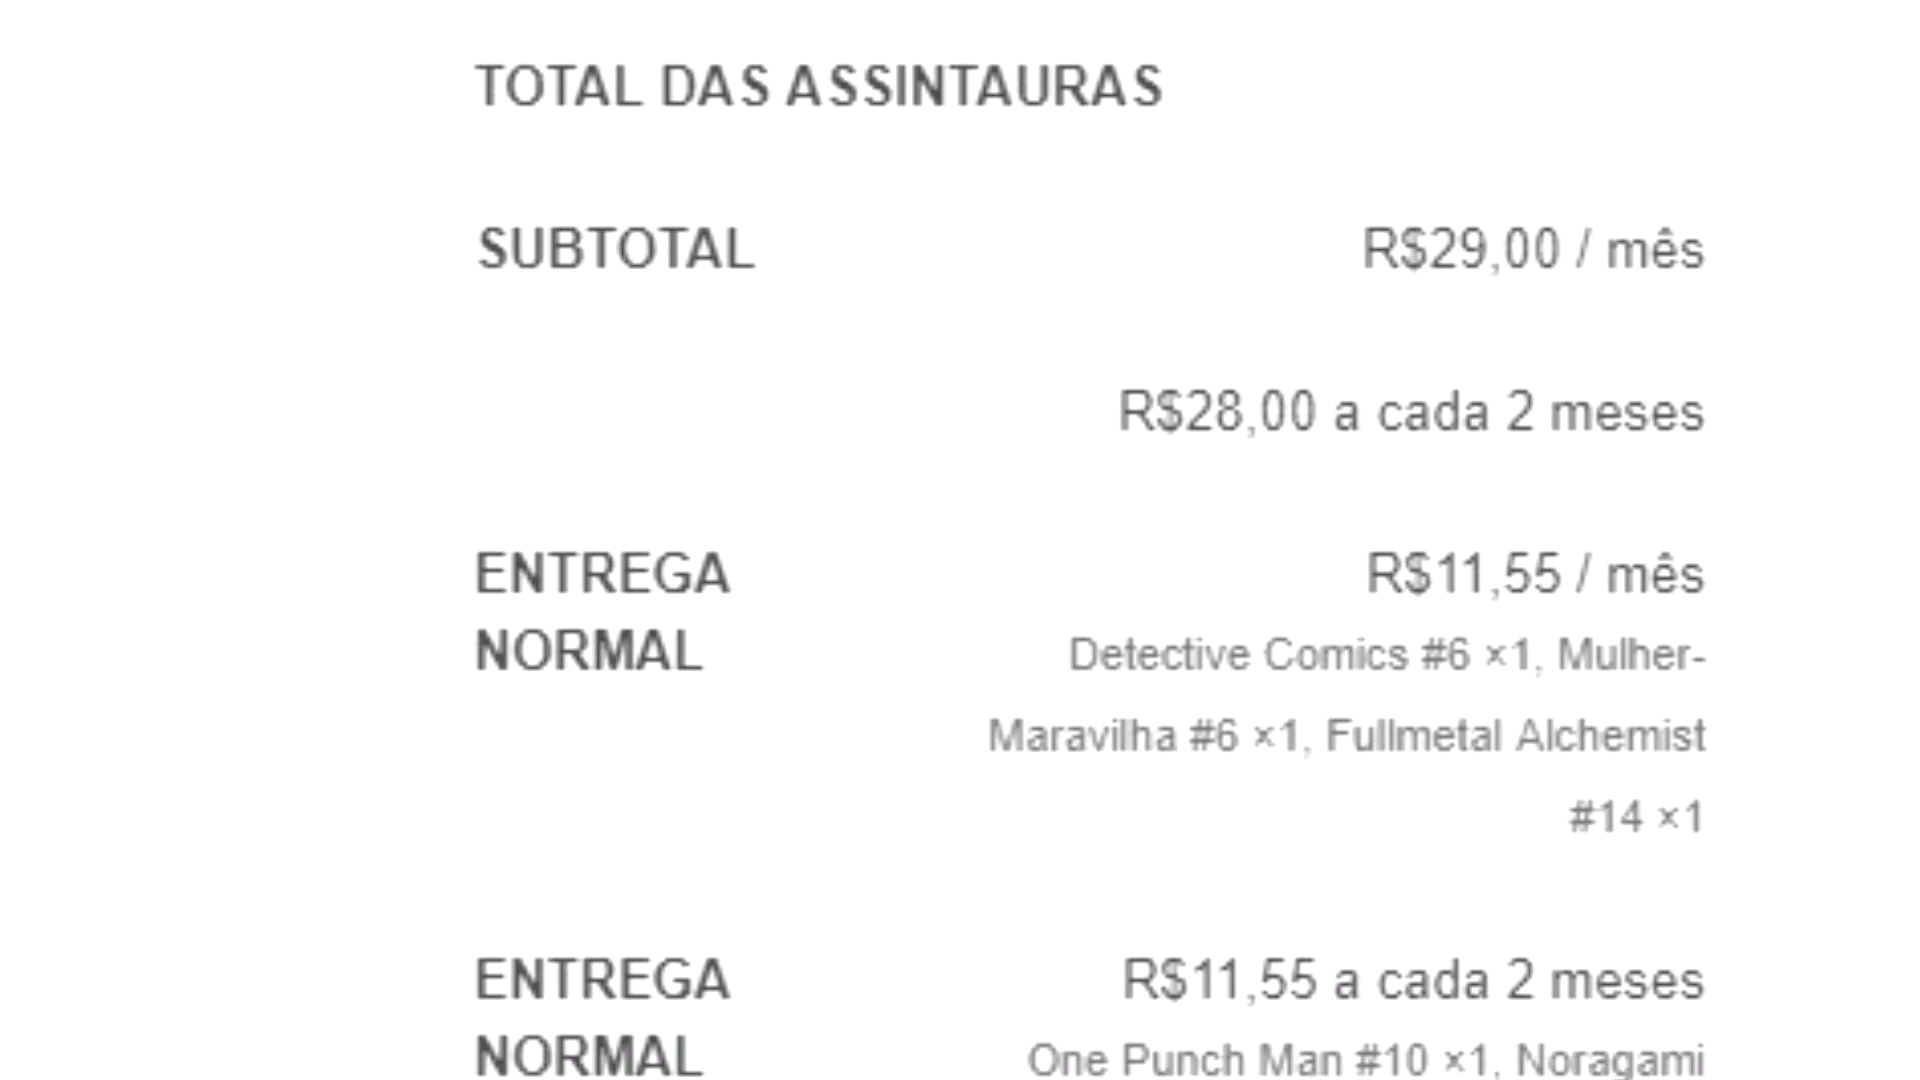 TOTAL DAS ASSINTAURAS
SUBTOTAL R$29,00 / mês
R$28,00 a cada 2 meses
ENTREGA R$11,55 / mês
NORMAL Detective Comics #6 ×1, Mulher-
Maravilha #6 ×1, Fullmetal Alchemist
#14 ×1
ENTREGA R$11,55 a cada 2 meses
NORMAL One Punch Man #10 ×1, Noragami